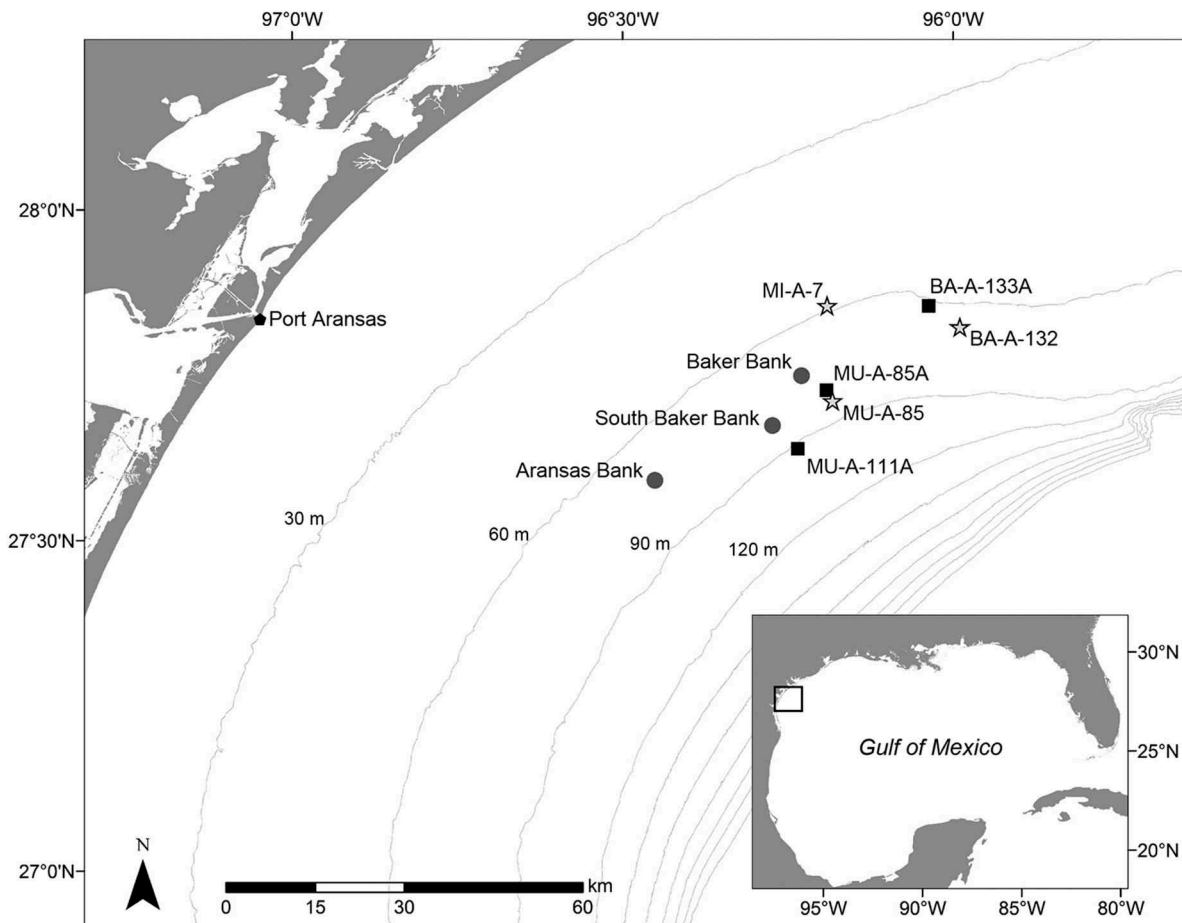 97°0'W
96°30'W
96°0'W
28°0'N
27°30'N
27°0'N
MI-A-7
BA-A-133A
BA-A-132
Port Aransas
Baker Bank
MU-A-85A
MU-A-85
South Baker Bank
MU-A-111A
Aransas Bank
30 m
60 m
90 m
120 m
N
km
0
15
30
60
Gulf of Mexico
30°N
25°N
20°N
95°W
90°W
85°W
80°W